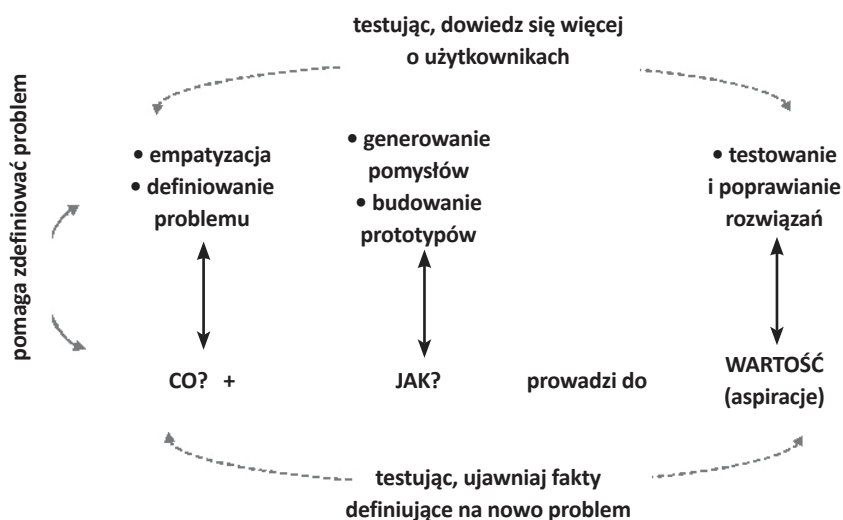 testując, dowiedz się więcej
o użytkownikach
pomaga zdefiniować problem
• empatyzacja
• definiowanie
problemu
• generowanie
pomysłów
• budowanie
prototypów
• testowanie
i poprawianie
rozwiązań
CO? +
JAK?
prowadzi do
WARTOŚĆ
(aspiracje)
testując, ujawniaj fakty
definiujące na nowo problem